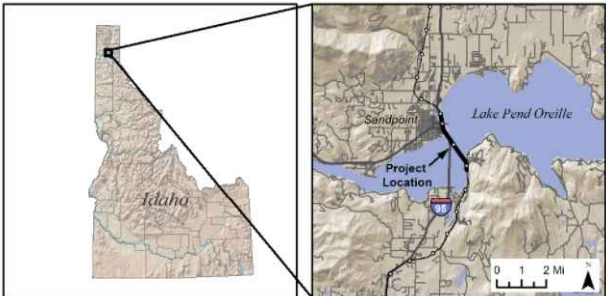 Idaho
Lake Pend Oreille
Sandpoint
Project
Location
95
0 1 2 Mi
N